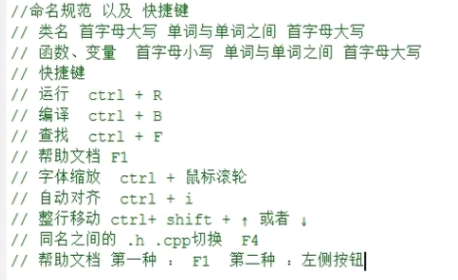 //命名规范 以及 快捷键
// 类名 首字母大写 单词与单词之间 首字母大写
// 函数、变量 首字母小写 单词与单词之间 首字母大写
// 快捷键
// 运行 ctrl + R
// 编译 ctrl + B
// 查找 ctrl + F
// 帮助文档 F1
// 字体缩放 ctrl + 鼠标滚轮
// 自动对齐 ctrl + i
// 整行移动 ctrl+ shift + ↑ 或者 ↓
// 同名之间的 .h .cpp切换 F4
// 帮助文档 第一种 : F1 第二种 : 左侧按钮